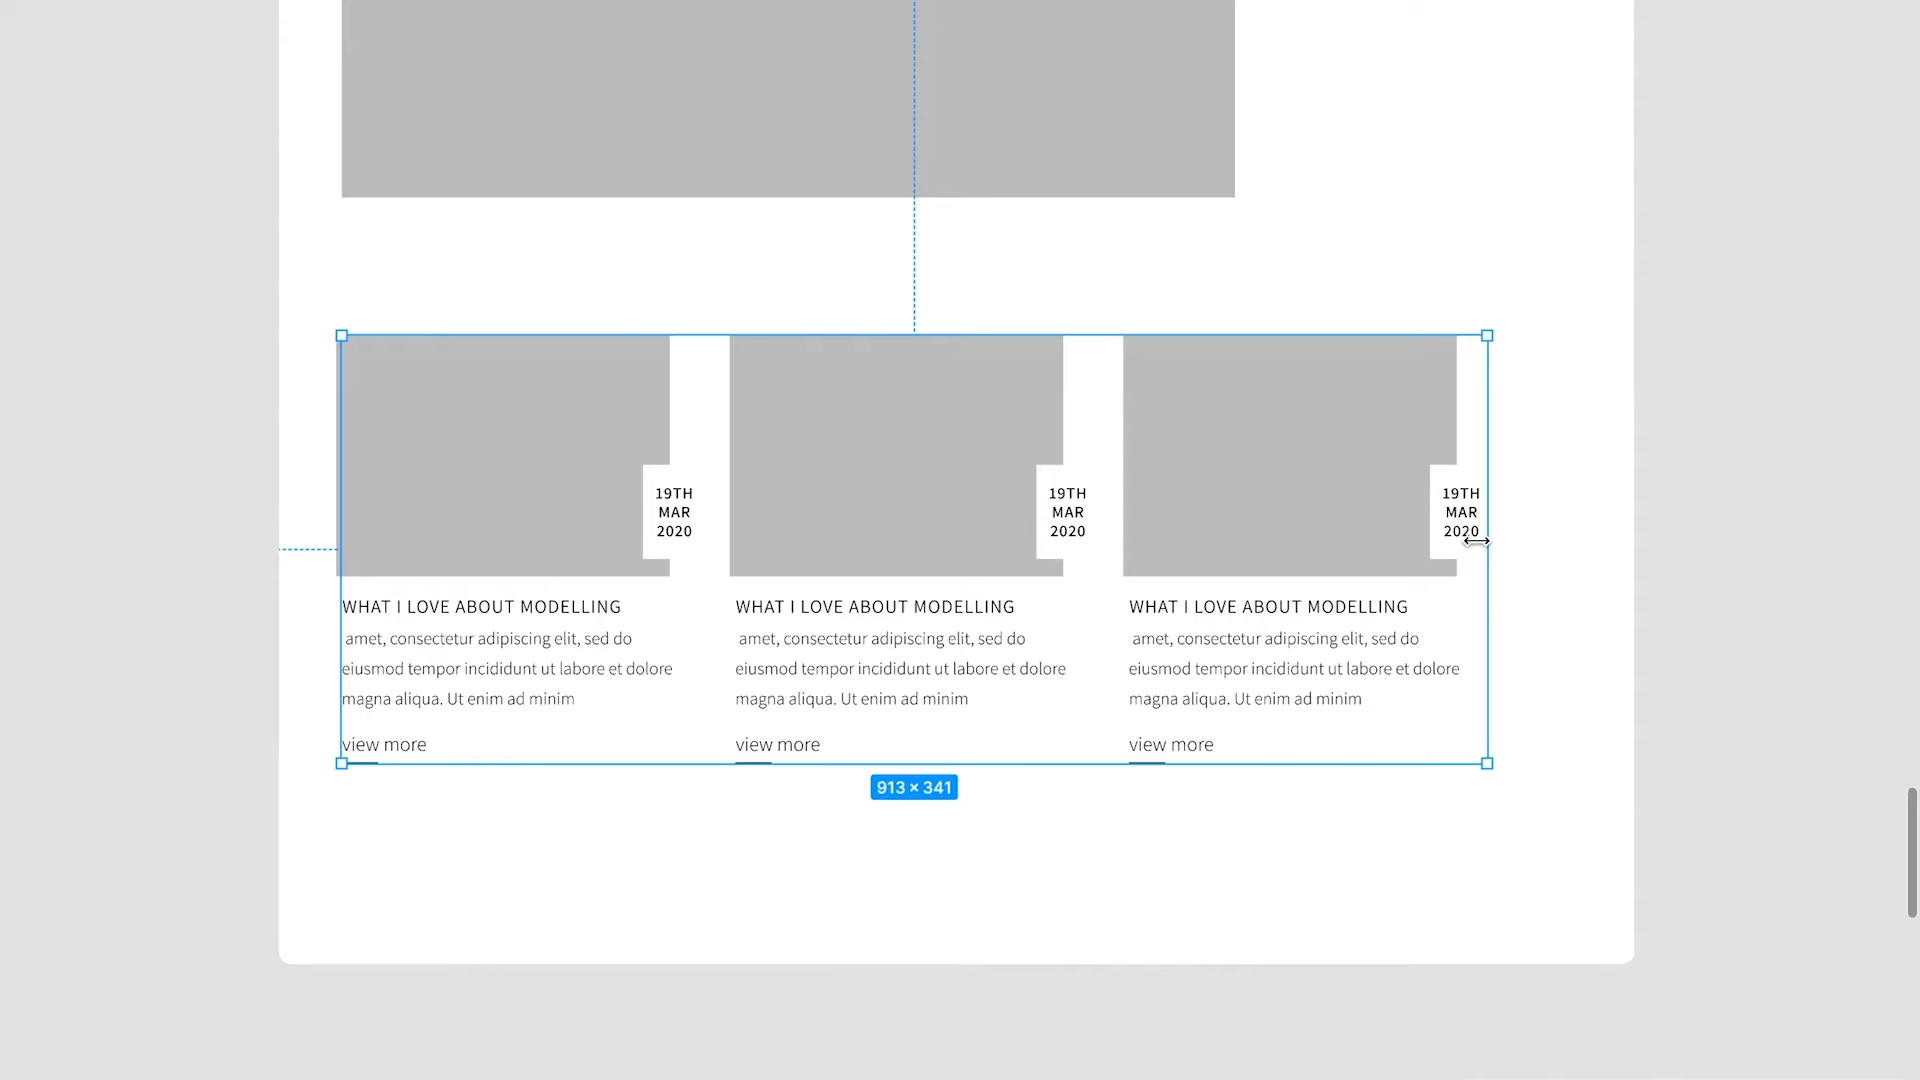 19TH
MAR
2020
19TH
MAR
2020
19TH
MAR
2020
WHAT I LOVE ABOUT MODELLING
amet, consectetur adipiscing elit, sed do
eiusmod tempor incididunt ut labore et dolore
magna aliqua. Ut enim ad minim
view more
WHAT I LOVE ABOUT MODELLING
amet, consectetur adipiscing elit, sed do
eiusmod tempor incididunt ut labore et dolore
magna aliqua. Ut enim ad minim
view more
WHAT I LOVE ABOUT MODELLING
amet, consectetur adipiscing elit, sed do
eiusmod tempor incididunt ut labore et dolore
magna aliqua. Ut enim ad minim
view more
913 × 341